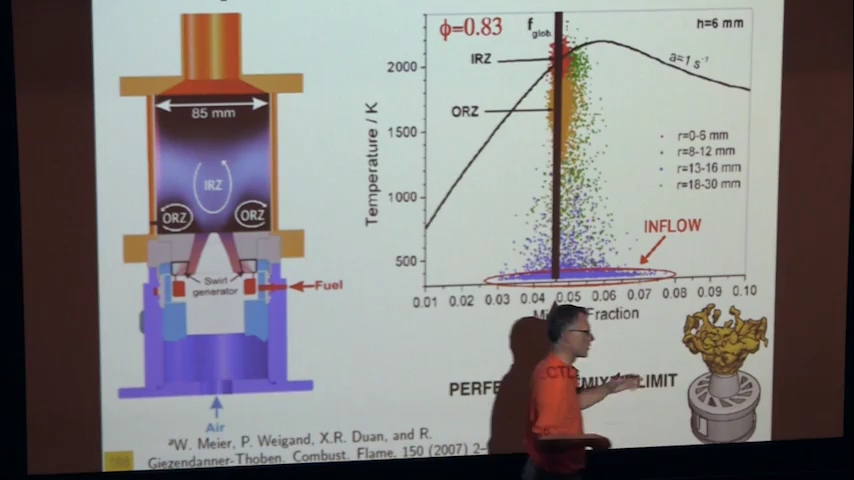 85 mm
IRZ
ORZ
ORZ
Swirl
generator
Fuel
Air
ϕ=0.83
f glob.
h=6 mm
IRZ
ORZ
a=1 s⁻¹
r=0-6 mm
r=8-12 mm
r=13-16 mm
r=18-30 mm
INFLOW
Temperature / K
2000
1500
1000
500
0.01 0.02 0.03 0.04 0.05 0.06 0.07 0.08 0.09 0.10
Fraction
LIMIT
ᵃW. Meier, P. Weigand, X.R. Duan, and R.
Giezendanner-Thoben. Combust. Flame, 150 (2007) 2-